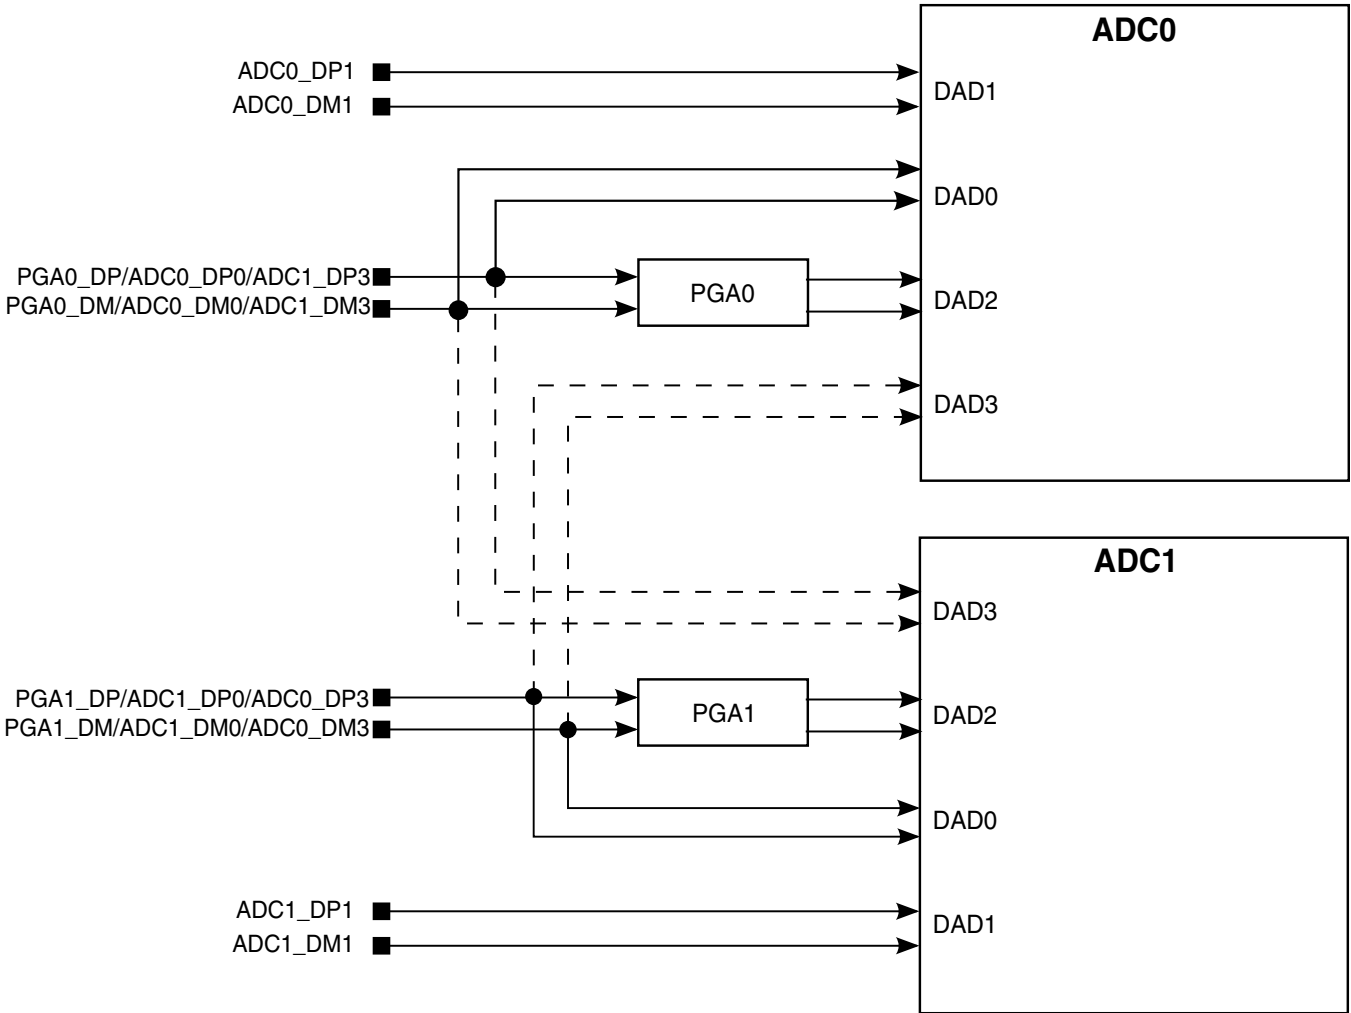 ADC0
ADC0_DP1
DAD1
ADC0_DM1
DAD0
PGA0_DP/ADC0_DP0/ADC1_DP3
PGA0
PGA0_DM/ADC0_DM0/ADC1_DM3
DAD2
DAD3
ADC1
DAD3
PGA1_DP/ADC1_DP0/ADC0_DP3
PGA1
DAD2
PGA1_DM/ADC1_DM0/ADC0_DM3
DAD0
ADC1_DP1
DAD1
ADC1_DM1